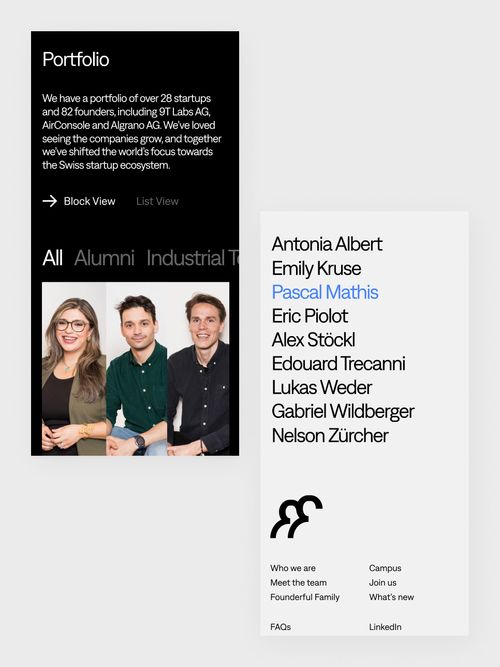 Portfolio
We have a portfolio of over 28 startups
and 82 founders, including 9T Labs AG,
AirConsole and Algrano AG. We've loved
seeing the companies grow, and together
we've shifted the world's focus towards
the Swiss startup ecosystem.
Block View List View
All Alumni Industrial
Antonia Albert
Emily Kruse
Pascal Mathis
Eric Piolot
Alex Stöckl
Edouard Trecanni
Lukas Weder
Gabriel Wildberger
Nelson Zürcher
Who we are Campus
Meet the team Join us
Founderful Family What's new
FAQs LinkedIn